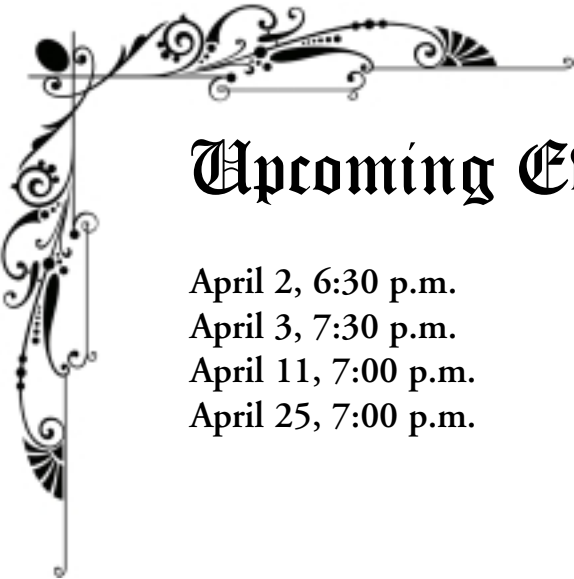 Upcoming
April 2, 6:30 p.m.
April 3, 7:30 p.m.
April 11, 7:00 p.m.
April 25, 7:00 p.m.